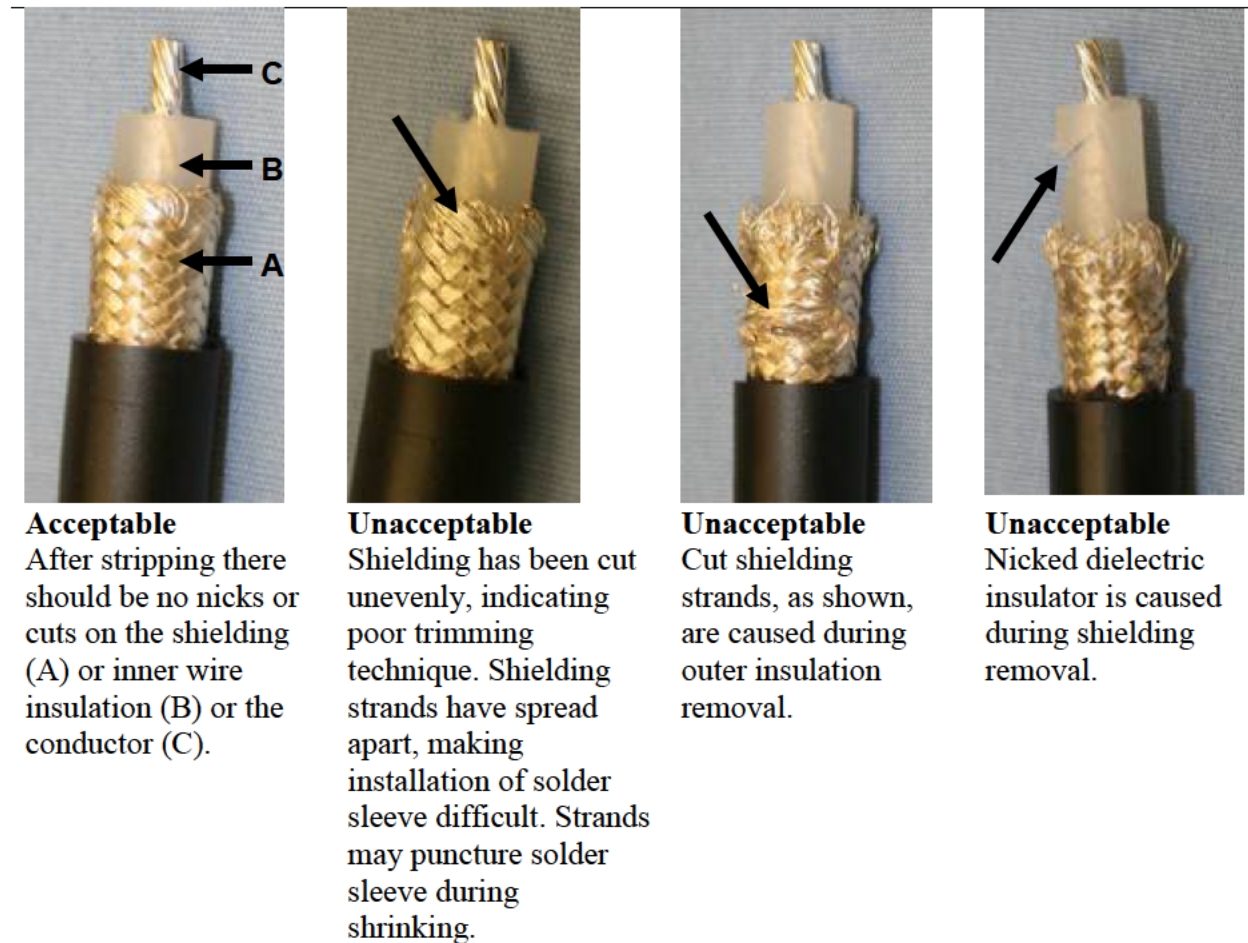 C
B
A
Acceptable
After stripping there
should be no nicks or
cuts on the shielding
(A) or inner wire
insulation (B) or the
conductor (C).
Unacceptable
Shielding has been cut
unevenly, indicating
poor trimming
technique. Shielding
strands have spread
apart, making
installation of solder
sleeve difficult. Strands
may puncture solder
sleeve during
shrinking.
Unacceptable
Cut shielding
strands, as shown,
are caused during
outer insulation
removal.
Unacceptable
Nicked dielectric
insulator is caused
during shielding
removal.